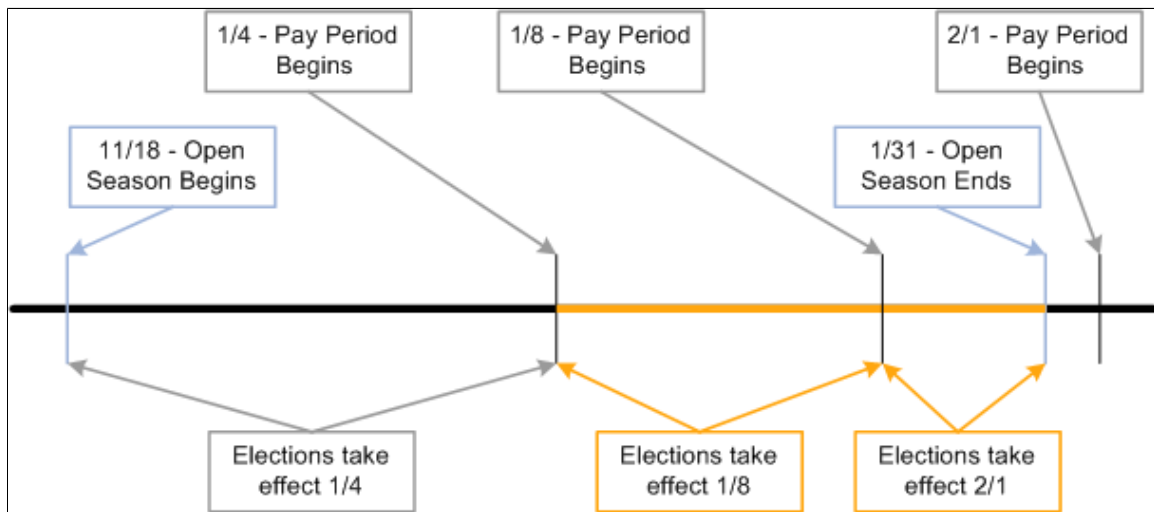 1/4 - Pay Period
Begins
1/8 - Pay Period
Begins
2/1 - Pay Period
Begins
11/18 - Open
Season Begins
1/31 - Open
Season Ends
Elections take
effect 1/4
Elections take
effect 1/8
Elections take
effect 2/1